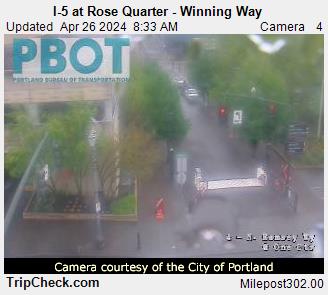 I-5 at Rose Quarter - Winning Way
Updated Apr 26 2024 8:33 AM Camera 4
PBOT
PORTLAND BUREAU OF TRANSPORTATION
Camera courtesy of the City of Portland
TripCheck.com Milepost302.00